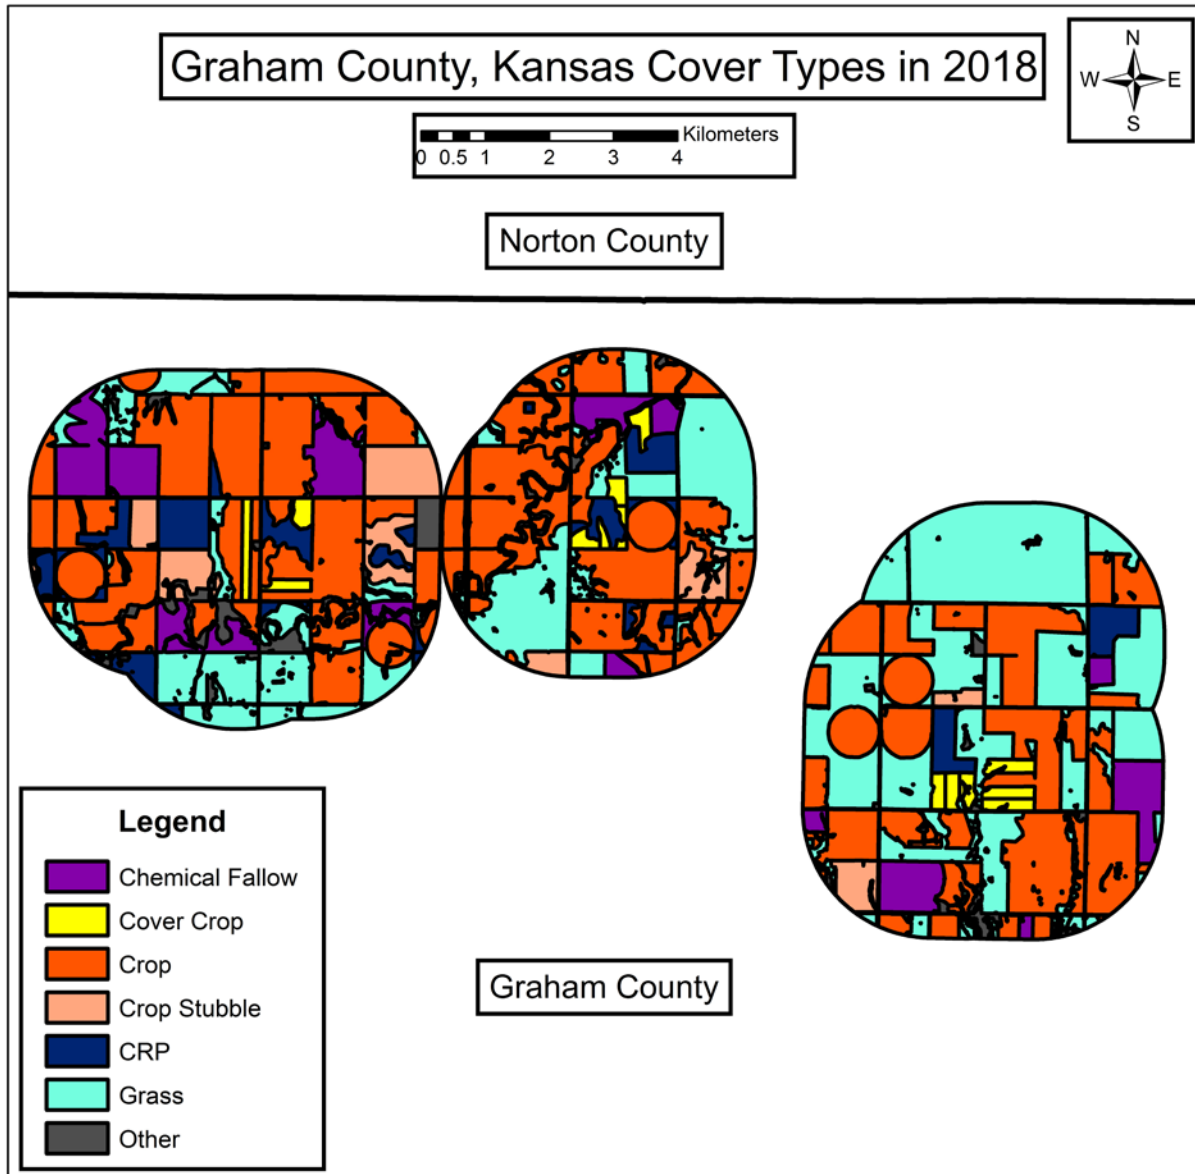 Graham County, Kansas Cover Types in 2018
N
W E
S
Kilometers
0 0.5 1 2 3 4
Norton County
Legend
Chemical Fallow
Cover Crop
Crop
Crop Stubble
CRP
Grass
Other
Graham County